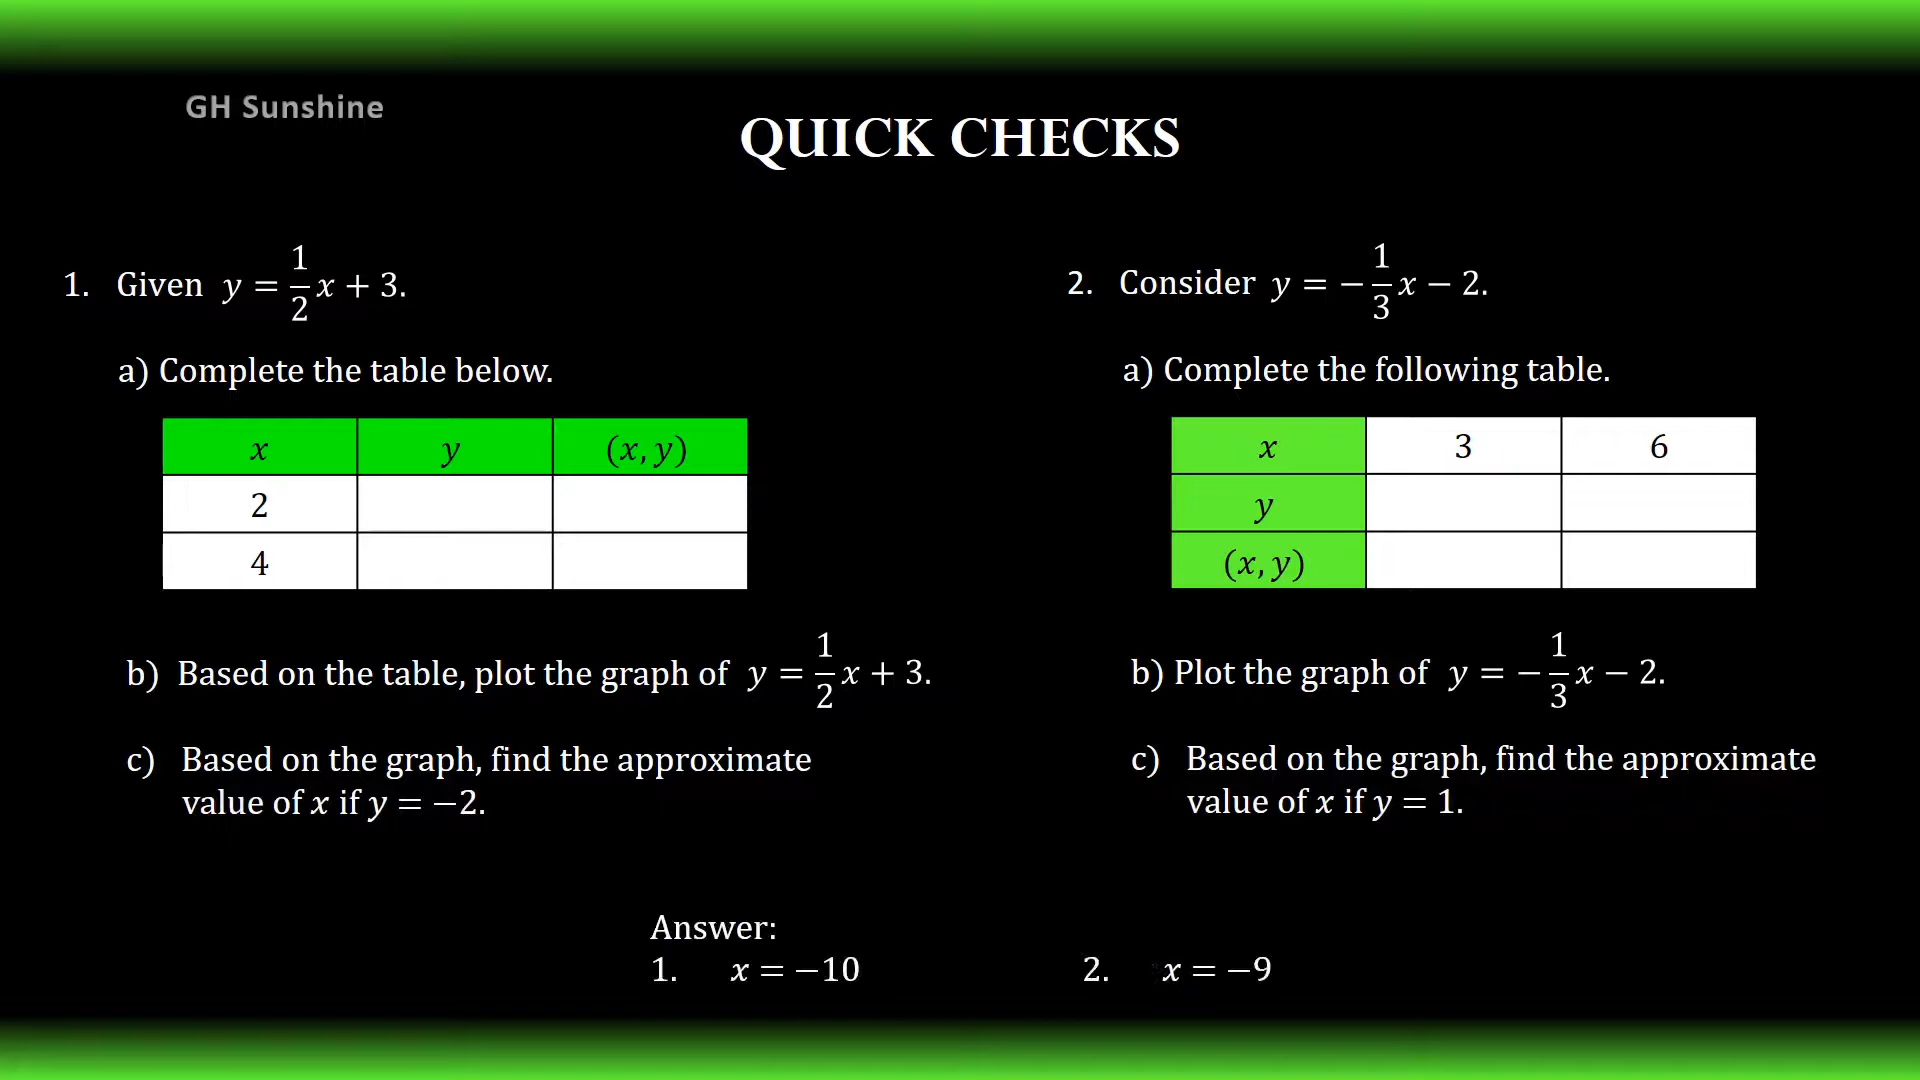 GH Sunshine
QUICK CHECKS
1. Given y = 1/2 x + 3.
a) Complete the table below.
x y (x, y)
2
4
b) Based on the table, plot the graph of y = 1/2 x + 3.
c) Based on the graph, find the approximate
value of x if y = −2.
2. Consider y = − 1/3 x − 2.
a) Complete the following table.
x 3 6
y
(x, y)
b) Plot the graph of y = − 1/3 x − 2.
c) Based on the graph, find the approximate
value of x if y = 1.
Answer:
1. x = −10
2. x = −9